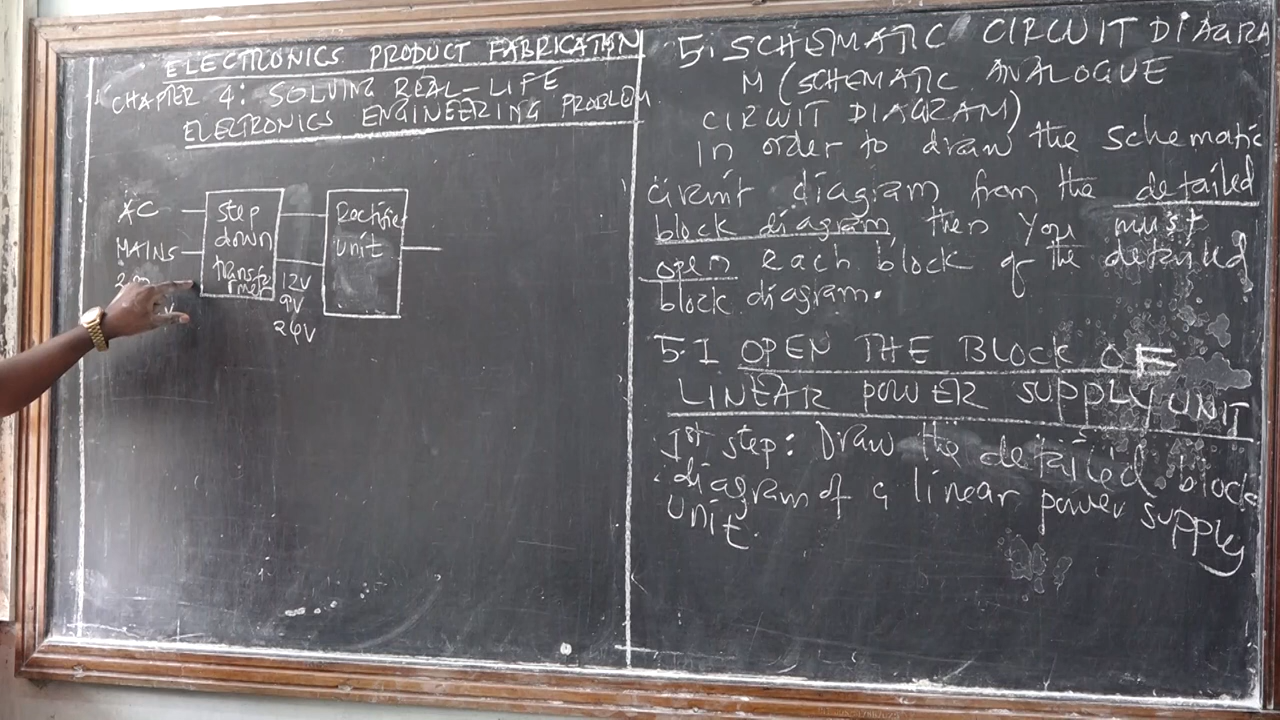 ELECTRONICS PRODUCT FABRICATION
CHAPTER 4: SOLVING REAL-LIFE
ELECTRONICS ENGINEERING PROBLEM
AC
MAINS
step
down
transfo
rmer
12V
9V
24V
Rectifier
unit
5. SCHEMATIC CIRCUIT DIAGRA
M (SCHEMATIC ANALOGUE
CIRCUIT DIAGRAM)
In order to draw the schematic
circuit diagram from the detailed
block diagram then you must
open each block of the detailed
block diagram.
5.1 OPEN THE BLOCK OF
LINEAR POWER SUPPLY UNIT
1st step: Draw the detailed block
diagram of a linear power supply
unit.